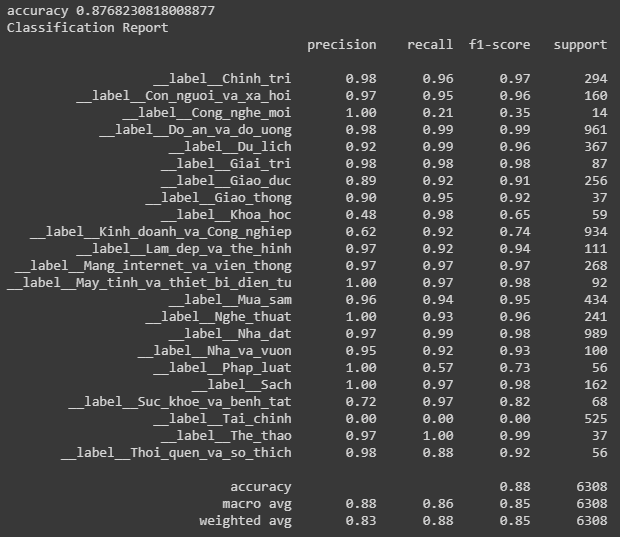 accuracy 0.8768230818008877
Classification Report
precision recall f1-score support
__label__Chinh_tri 0.98 0.96 0.97 294
__label__Con_nguoi_va_xa_hoi 0.97 0.95 0.96 160
__label__Cong_nghe_moi 1.00 0.21 0.35 14
__label__Do_an_va_do_uong 0.98 0.99 0.99 961
__label__Du_lich 0.92 0.99 0.96 367
__label__Giai_tri 0.98 0.98 0.98 87
__label__Giao_duc 0.89 0.92 0.91 256
__label__Giao_thong 0.90 0.95 0.92 37
__label__Khoa_hoc 0.48 0.98 0.65 59
__label__Kinh_doanh_va_Cong_nghiep 0.62 0.92 0.74 934
__label__Lam_dep_va_the_hinh 0.97 0.92 0.94 111
__label__Mang_internet_va_vien_thong 0.97 0.97 0.97 268
__label__May_tinh_va_thiet_bi_dien_tu 1.00 0.97 0.98 92
__label__Mua_sam 0.96 0.94 0.95 434
__label__Nghe_thuat 1.00 0.93 0.96 241
__label__Nha_dat 0.97 0.99 0.98 989
__label__Nha_va_vuon 0.95 0.92 0.93 100
__label__Phap_luat 1.00 0.57 0.73 56
__label__Sach 1.00 0.97 0.98 162
__label__Suc_khoe_va_benh_tat 0.72 0.97 0.82 68
__label__Tai_chinh 0.00 0.00 0.00 525
__label__The_thao 0.97 1.00 0.99 37
__label__Thoi_quen_va_so_thich 0.98 0.88 0.92 56
accuracy 0.88 6308
macro avg 0.88 0.86 0.85 6308
weighted avg 0.83 0.88 0.85 6308